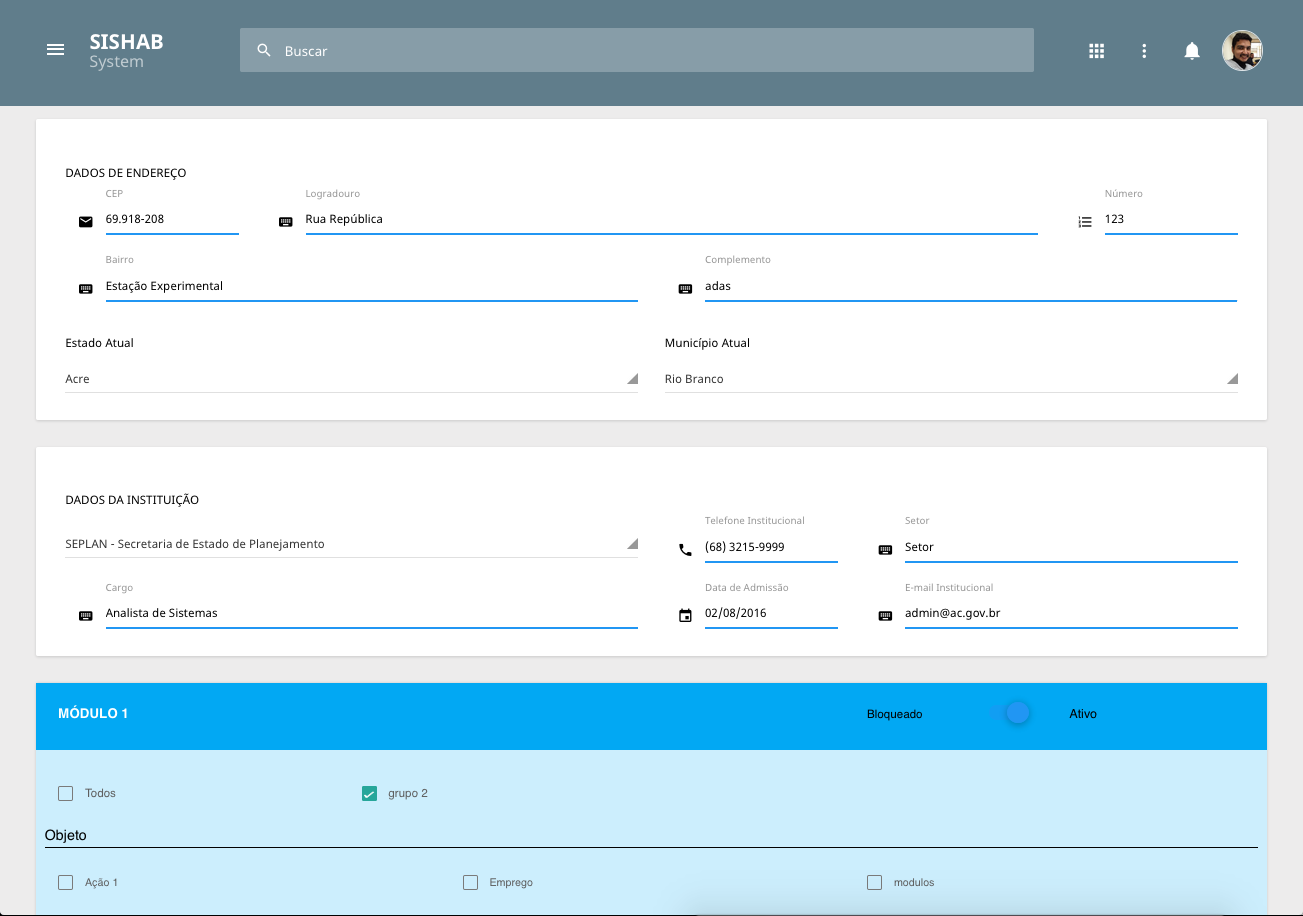 SISHAB
System
Buscar
DADOS DE ENDEREÇO
CEP Logradouro Número
69.918-208 Rua República 123
Bairro Complemento
Estação Experimental adas
Estado Atual Município Atual
Acre Rio Branco
DADOS DA INSTITUIÇÃO
Telefone Institucional Setor
SEPLAN - Secretaria de Estado de Planejamento (68) 3215-9999 Setor
Cargo Data de Admissão E-mail Institucional
Analista de Sistemas 02/08/2016 admin@ac.gov.br
MÓDULO 1 Bloqueado Ativo
Todos grupo 2
Objeto
Ação 1 Emprego modulos